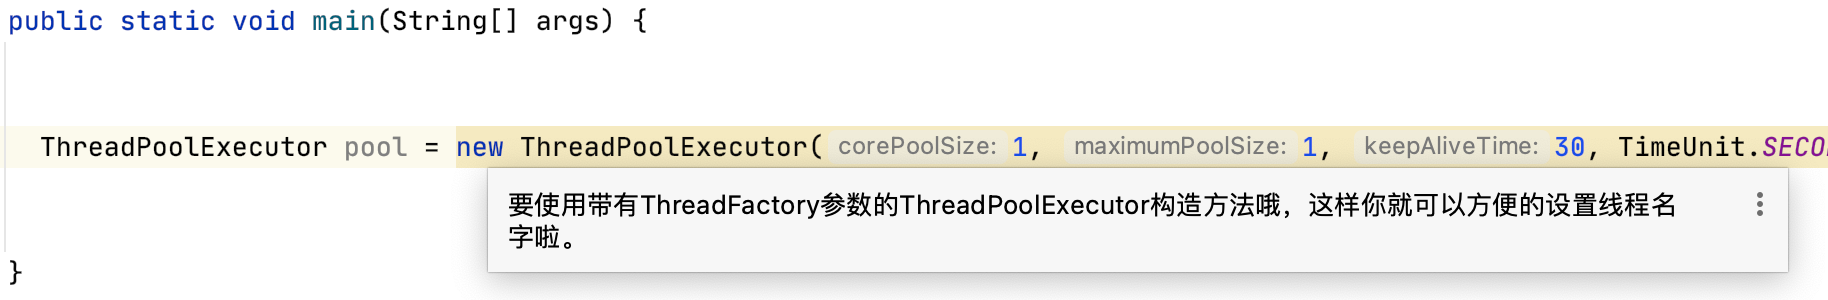 public static void main(String[] args) {
ThreadPoolExecutor pool = new ThreadPoolExecutor( corePoolSize: 1, maximumPoolSize: 1, keepAliveTime: 30, TimeUnit.SECO
要使用带有ThreadFactory参数的ThreadPoolExecutor构造方法哦，这样你就可以方便的设置线程名
字啦。
}